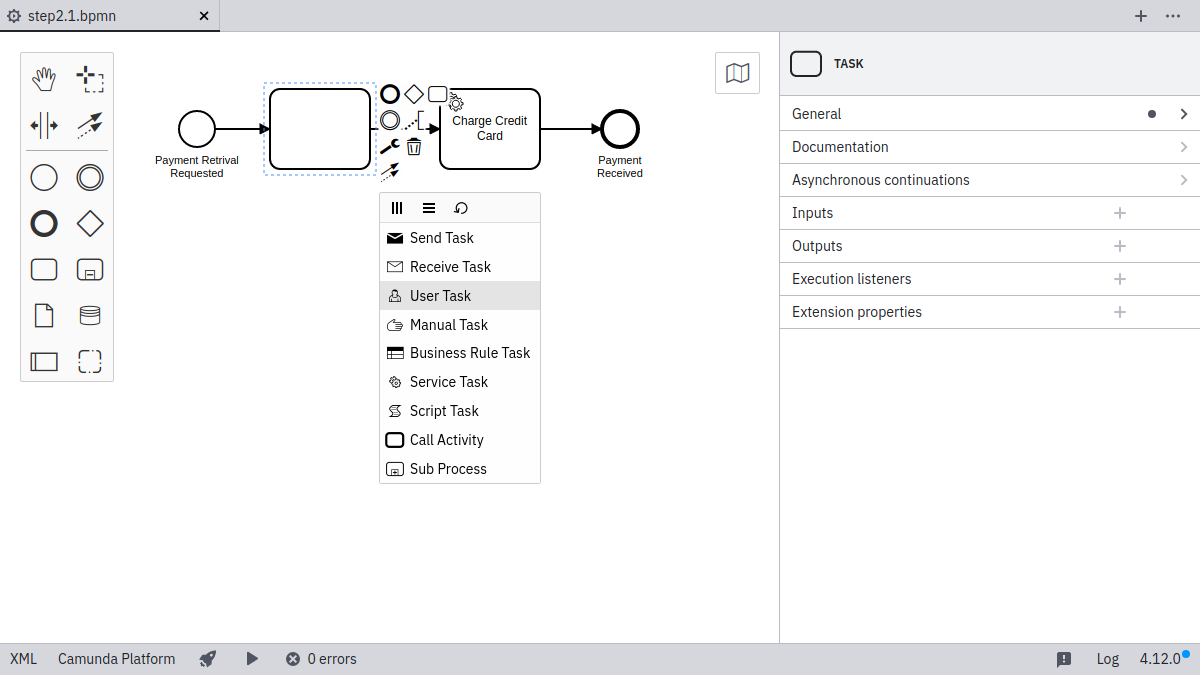 step2.1.bpmn
Payment Retrival
Requested
Charge Credit
Card
Payment
Received
Send Task
Receive Task
User Task
Manual Task
Business Rule Task
Service Task
Script Task
Call Activity
Sub Process
TASK
General
Documentation
Asynchronous continuations
Inputs
Outputs
Execution listeners
Extension properties
XML
Camunda Platform
0 errors
Log
4.12.0